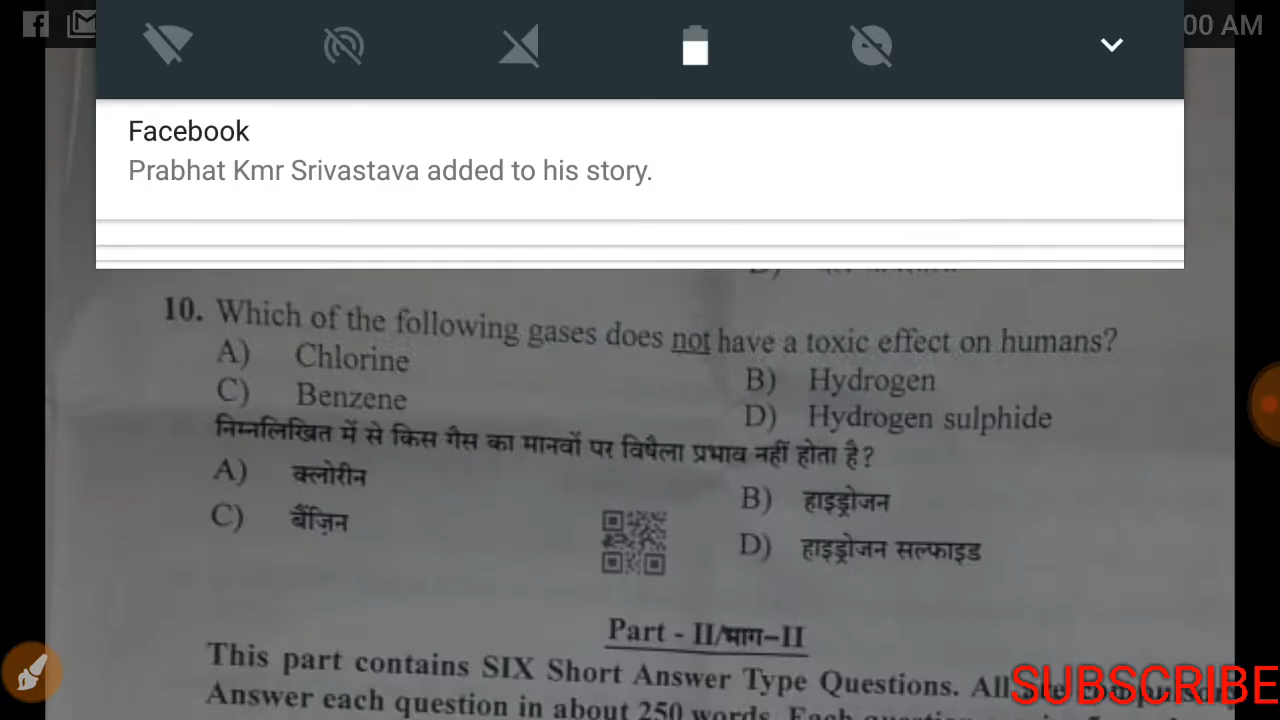 00 AM
Facebook
Prabhat Kmr Srivastava added to his story.
10. Which of the following gases does not have a toxic effect on humans?
A) Chlorine
B) Hydrogen
C) Benzene
D) Hydrogen sulphide
निम्नलिखित में से किस गैस का मानवों पर विषैला प्रभाव नहीं होता है?
A) क्लोरीन
B) हाइड्रोजन
C) बैंज़िन
D) हाइड्रोजन सल्फाइड
Part - II/भाग-II
This part contains SIX Short Answer Type Questions. All
SUBSCRIBE
Answer each question in about 250 words. Each